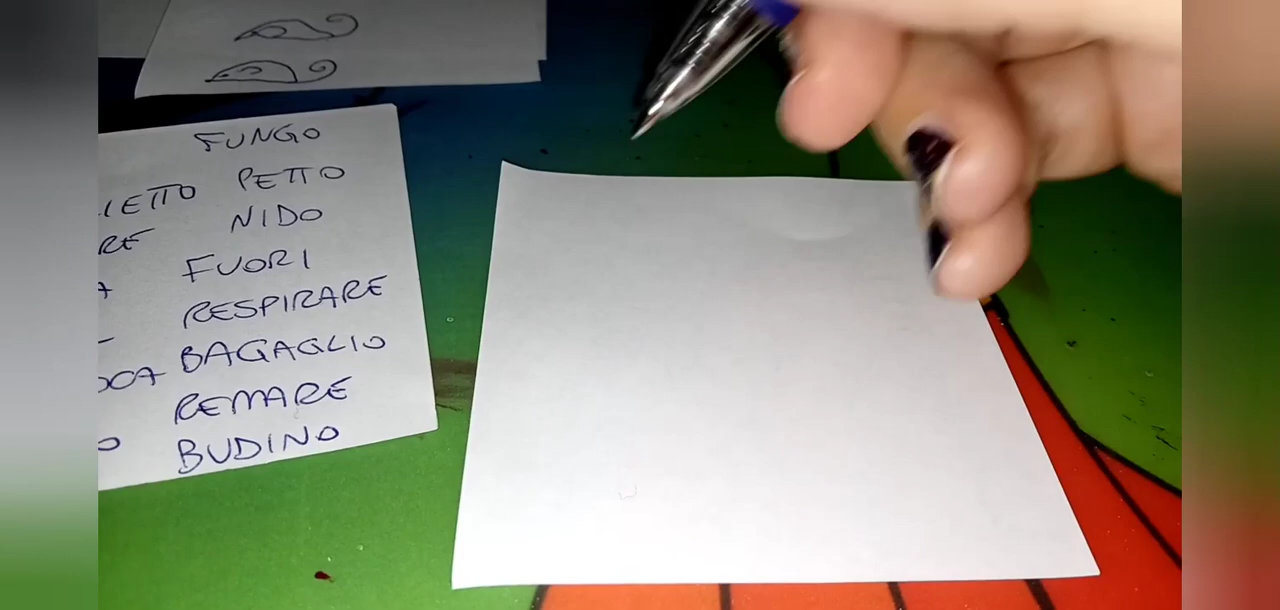 FUNGO
PETTO
NIDO
FUORI
RESPIRARE
BAGAGLIO
REMARE
BUDINO